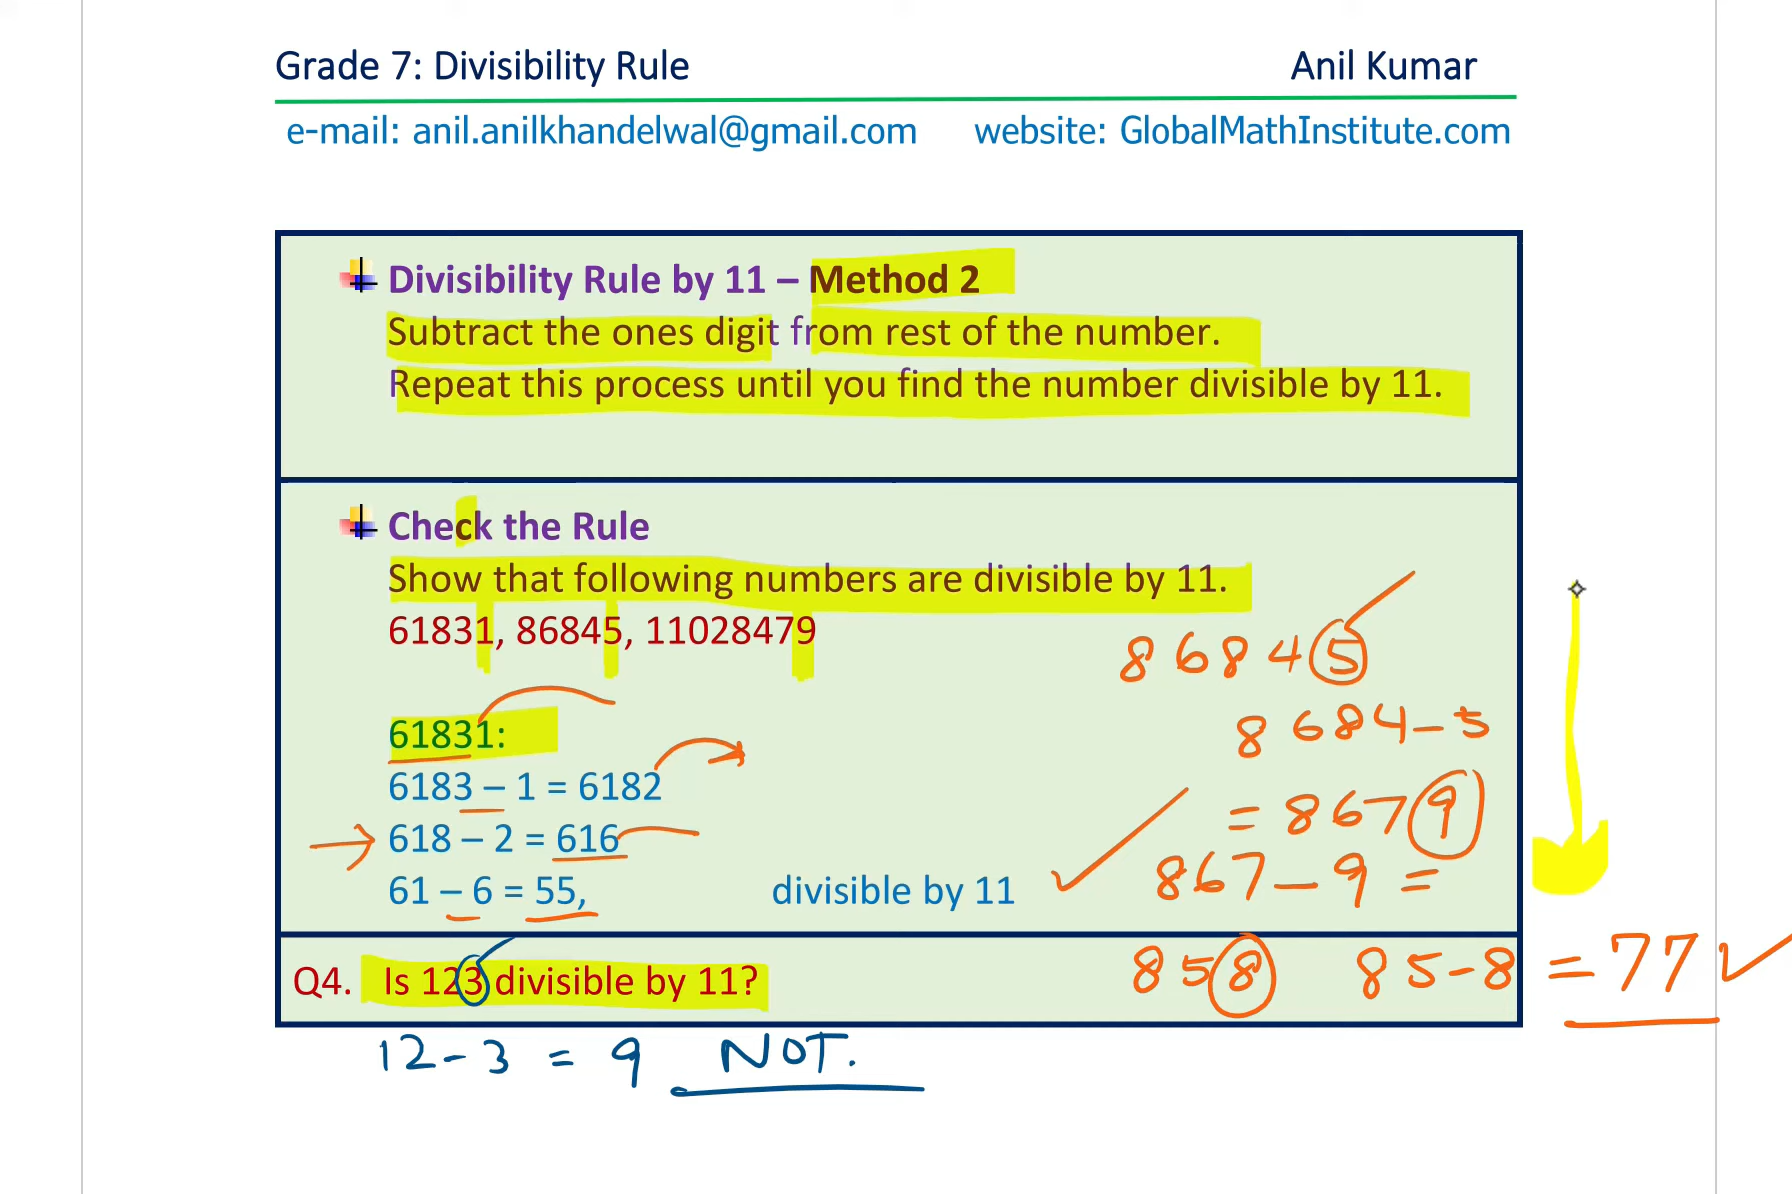 Grade 7: Divisibility Rule Anil Kumar
e-mail: anil.anilkhandelwal@gmail.com website: GlobalMathInstitute.com
Divisibility Rule by 11 – Method 2
Subtract the ones digit from rest of the number.
Repeat this process until you find the number divisible by 11.
Check the Rule
Show that following numbers are divisible by 11.
61831, 86845, 110284799
61831:
6183 – 1 = 6182
618 – 2 = 616
61 – 6 = 55, divisible by 11
86845
8684-5
= 8679
867-9 =
858 85-8 = 77
Q4. Is 123 divisible by 11?
12-3 = 9 NOT.